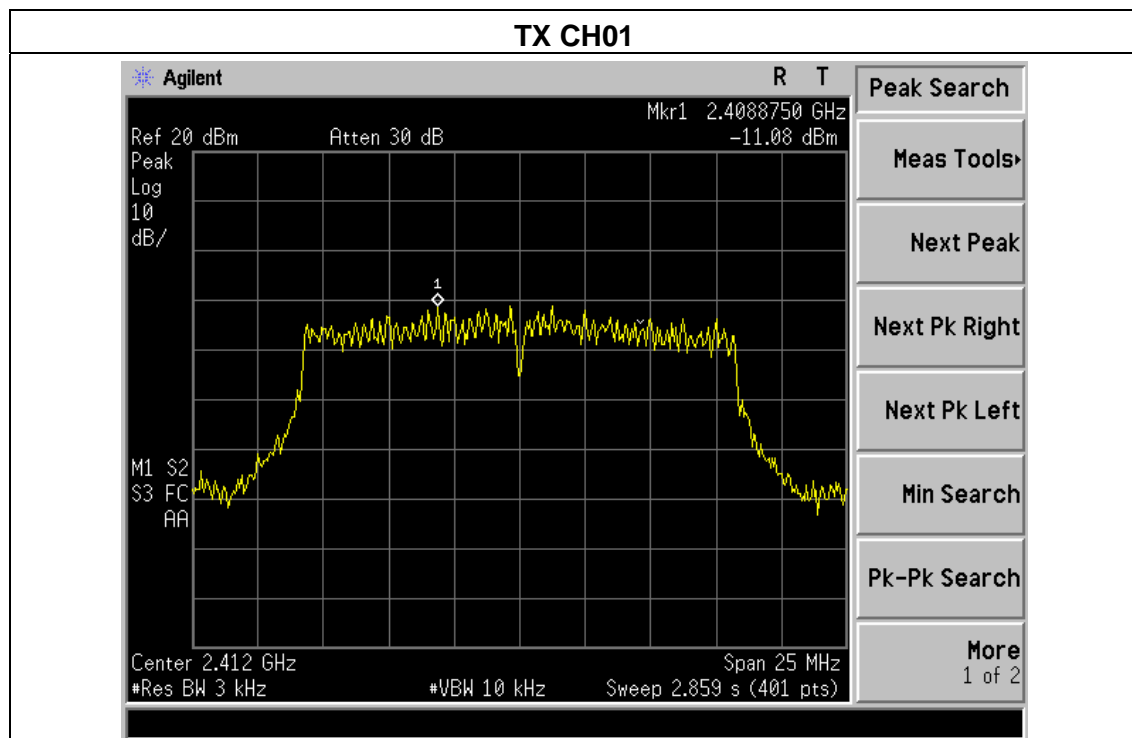 TX CH01
Agilent
R T
Mkr1 2.4088750 GHz
Ref 20 dBm Atten 30 dB -11.08 dBm
Peak
Log
10
dB/
1
M1 S2
S3 FC
AA
Center 2.412 GHz Span 25 MHz
#Res BW 3 kHz #VBW 10 kHz Sweep 2.859 s (401 pts)
Peak Search
Meas Tools
Next Peak
Next Pk Right
Next Pk Left
Min Search
Pk-Pk Search
More
1 of 2